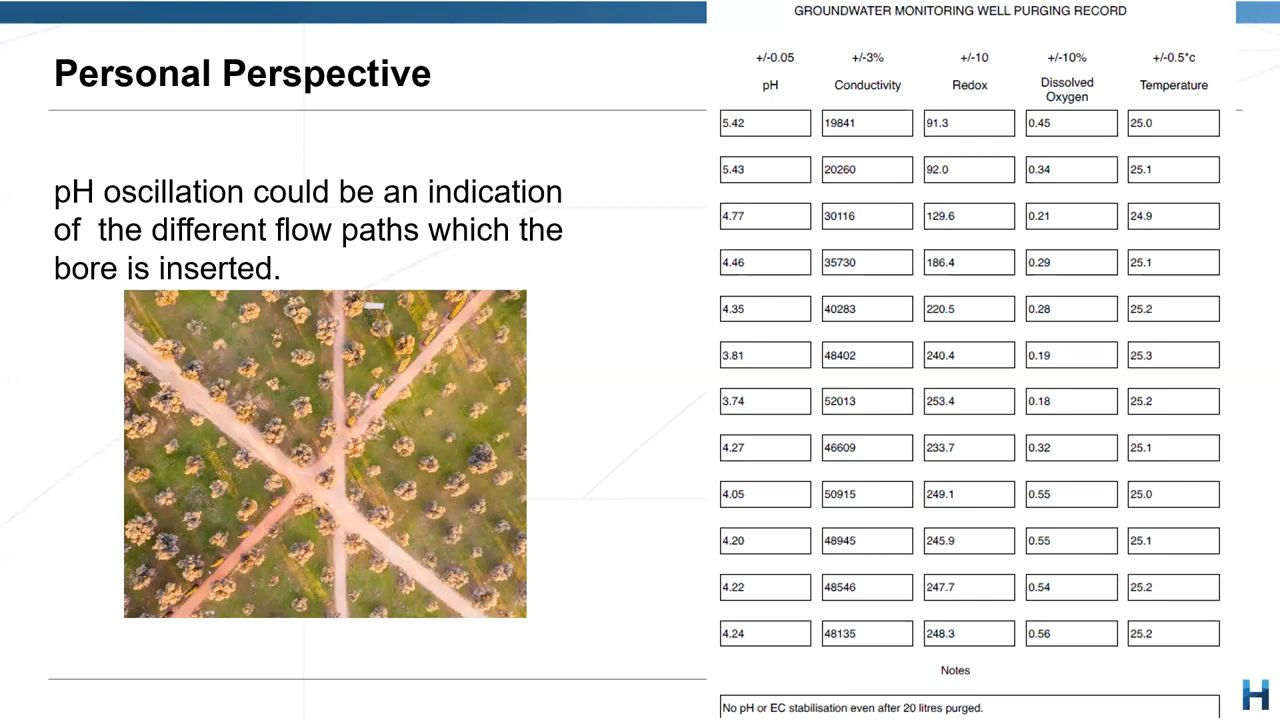 GROUNDWATER MONITORING WELL PURGING RECORD
Personal Perspective
pH oscillation could be an indication
of  the different flow paths which the
bore is inserted.
+/-0.05 +/-3% +/-10 +/-10% +/-0.5*c
pH Conductivity Redox Dissolved Oxygen Temperature
5.42 19841 91.3 0.45 25.0
5.43 20260 92.0 0.34 25.1
4.77 30116 129.6 0.21 24.9
4.46 35730 186.4 0.29 25.1
4.35 40283 220.5 0.28 25.2
3.81 48402 240.4 0.19 25.3
3.74 52013 253.4 0.18 25.2
4.27 46609 233.7 0.32 25.1
4.05 50915 249.1 0.55 25.0
4.20 48945 245.9 0.55 25.1
4.22 48546 247.7 0.54 25.2
4.24 48135 248.3 0.56 25.2
Notes
No pH or EC stabilisation even after 20 litres purged.
H